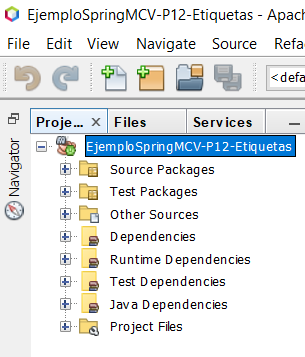 EjemploSpringMCV-P12-Etiquetas - Apac
File Edit View Navigate Source Refa
<defa
Proje... × Files Services
Navigator
EjemploSpringMCV-P12-Etiquetas
Source Packages
Test Packages
Other Sources
Dependencies
Runtime Dependencies
Test Dependencies
Java Dependencies
Project Files